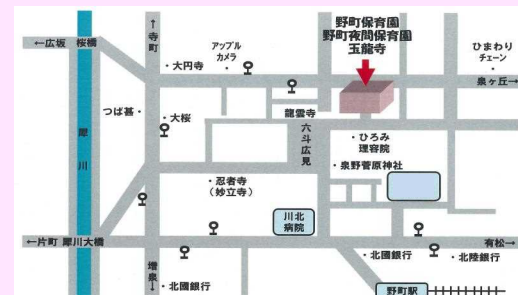 野町保育園
野町夜間保育園
玉龍寺
←広坂 桜橋
↑寺町
・大円寺
アップル
カメラ
・
ひまわり
チェーン
・
泉ヶ丘→
つば甚・
・大桜
龍雲寺
六斗広見
・ひろみ
理容院
・泉野菅原神社
犀川
・忍者寺
(妙立寺)
川北
病院
←片町 犀川大橋
有松→
増泉↓
・北國銀行
・北國銀行
・北陸銀行
野町駅